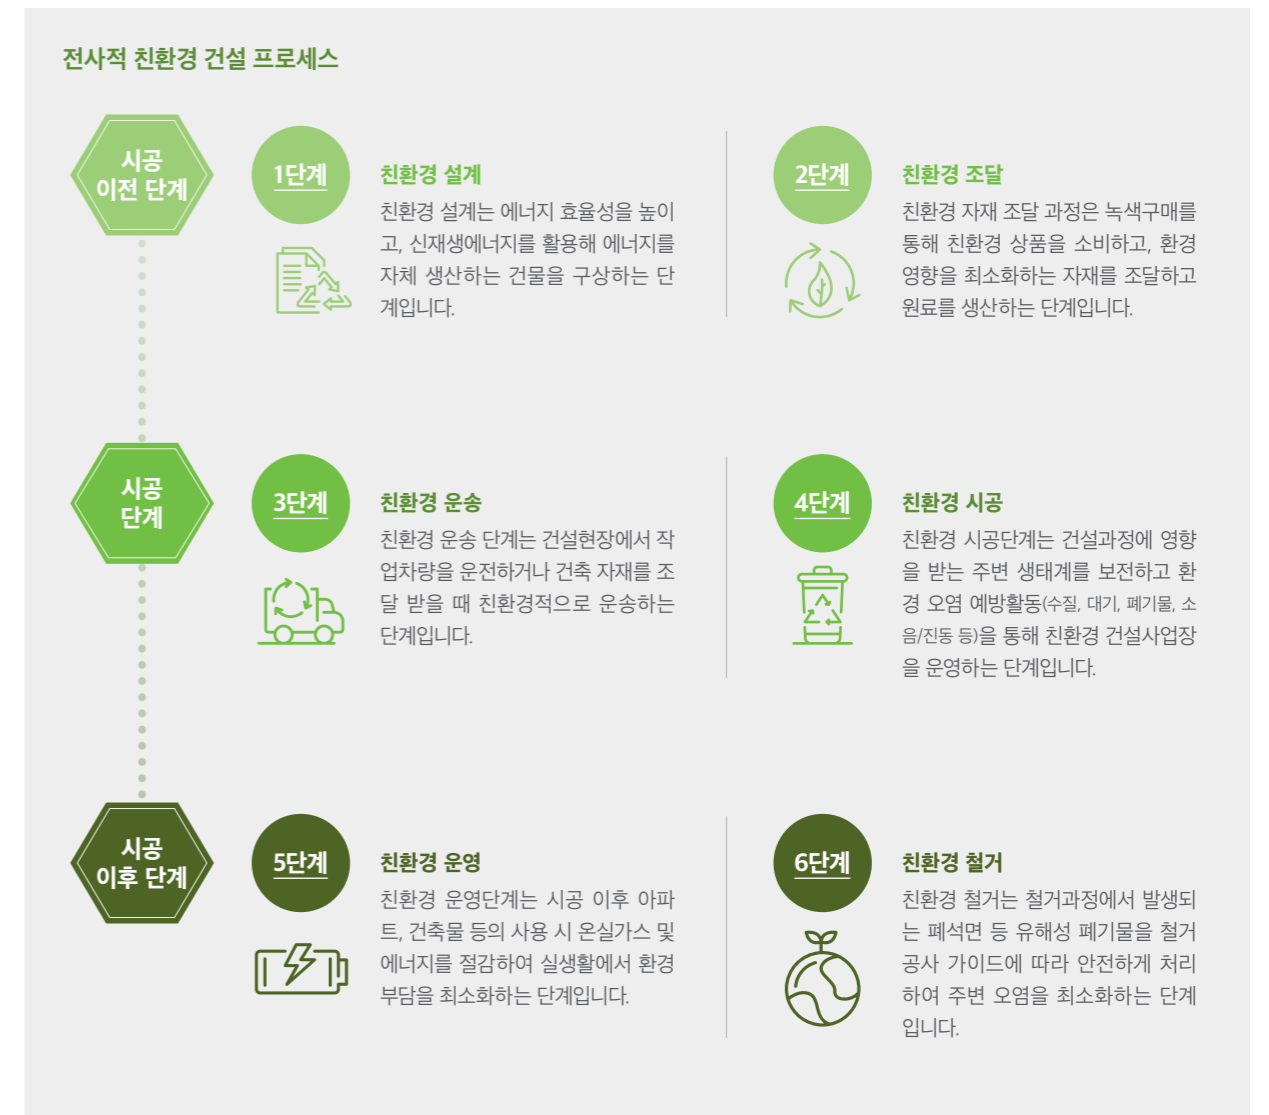 전사적 친환경 건설 프로세스
시공
이전 단계
1단계
친환경 설계
친환경 설계는 에너지 효율성을 높이
고, 신재생에너지를 활용해 에너지를
자체 생산하는 건물을 구상하는 단
계입니다.
2단계
친환경 조달
친환경 자재 조달 과정은 녹색구매를
통해 친환경 상품을 소비하고, 환경
영향을 최소화하는 자재를 조달하고
원료를 생산하는 단계입니다.
시공
단계
3단계
친환경 운송
친환경 운송 단계는 건설현장에서 작
업차량을 운전하거나 건축 자재를 조
달 받을 때 친환경적으로 운송하는
단계입니다.
4단계
친환경 시공
친환경 시공단계는 건설과정에 영향
을 받는 주변 생태계를 보전하고 환
경 오염 예방활동(수질, 대기, 폐기물, 소
음/진동 등)을 통해 친환경 건설사업장
을 운영하는 단계입니다.
시공
이후 단계
5단계
친환경 운영
친환경 운영단계는 시공 이후 아파
트, 건축물 등의 사용 시 온실가스 및
에너지를 절감하여 실생활에서 환경
부담을 최소화하는 단계입니다.
6단계
친환경 철거
친환경 철거는 철거과정에서 발생되
는 폐석면 등 유해성 폐기물을 철거
공사 가이드에 따라 안전하게 처리
하여 주변 오염을 최소화하는 단계
입니다.